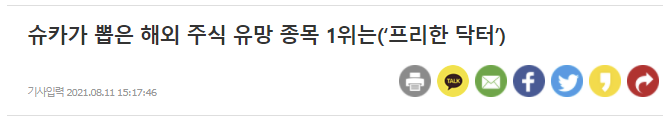 슈카가 뽑은 해외 주식 유망 종목 1위는(‘프리한 닥터’)
기사입력 2021.08.11 15:17:46
TALK